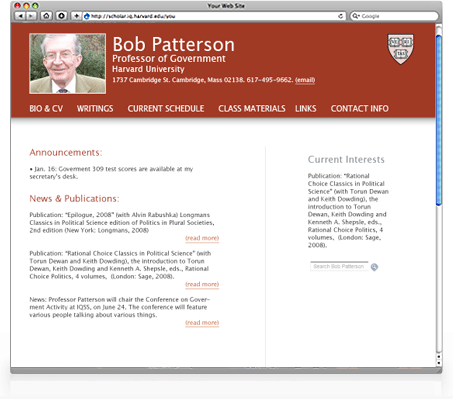 Your Web Site
http://scholar.iq.harvard.edu/you
Google
Bob Patterson
Professor of Government
Harvard University
1737 Cambridge St. Cambridge, Mass 02138. 617-495-9662. (email)
BIO & CV WRITINGS CURRENT SCHEDULE CLASS MATERIALS LINKS CONTACT INFO
Announcements:
• Jan. 16: Goverment 309 test scores are available at my
secretary's desk.
News & Publications:
Publication: "Epilogue, 2008" (with Alvin Rabushka) Longmans
Classics in Political Science edition of Politics in Plural Societies,
2nd edition (New York: Longmans, 2008)
(read more)
Publication: "Rational Choice Classics in Political Science" (with
Torun Dewan and Keith Dowding), the introduction to Torun
Dewan, Keith Dowding and Kenneth A. Shepsle, eds., Rational
Choice Politics, 4 volumes, (London: Sage, 2008).
(read more)
News: Professor Patterson will chair the Conference on Gover-
ment Activity at IQSS, on June 24. The conference will feature
various people talking about various things.
(read more)
Current Interests
Publication: "Rational
Choice Classics in Political
Science" (with Torun Dewan
and Keith Dowding), the
introduction to Torun
Dewan, Keith Dowding and
Kenneth A. Shepsle, eds.,
Rational Choice Politics, 4
volumes, (London: Sage,
2008).
Search Bob Patterson